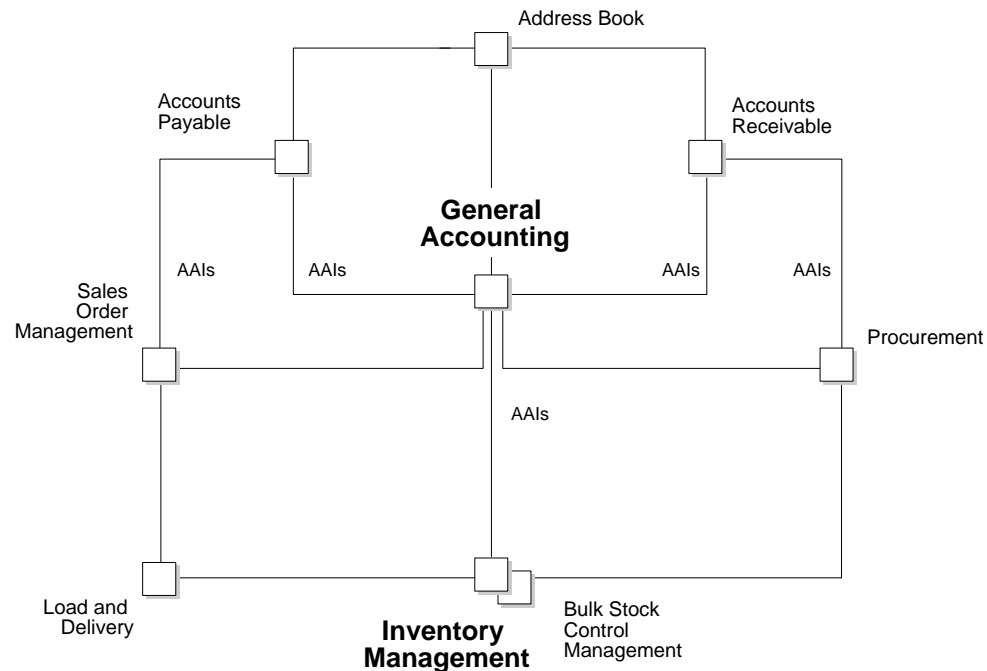 Address Book
Accounts
Payable
Accounts
Receivable
General
Accounting
AAIs
AAIs
AAIs
AAIs
Sales
Order
Management
Procurement
AAIs
Load and
Delivery
Inventory
Management
Bulk Stock
Control
Management